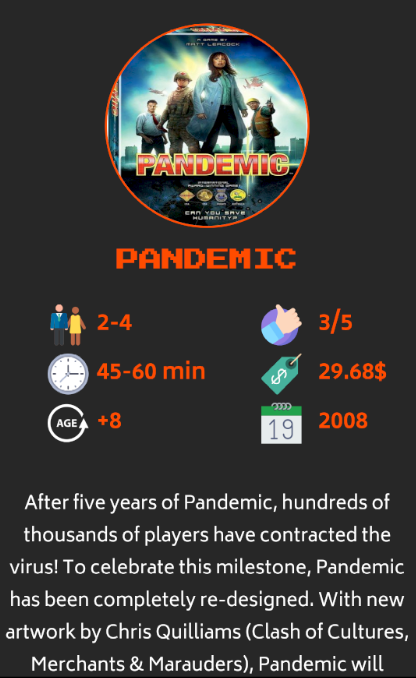 A GAME BY
MATT LEACOCK
PANDEMIC
CAN YOU SAVE
HUMANITY?
PANDEMIC
2-4
3/5
45-60 min
$
29.68$
AGE
+8
19
2008
After five years of Pandemic, hundreds of
thousands of players have contracted the
virus! To celebrate this milestone, Pandemic
has been completely re-designed. With new
artwork by Chris Quilliams (Clash of Cultures,
Merchants & Marauders), Pandemic will